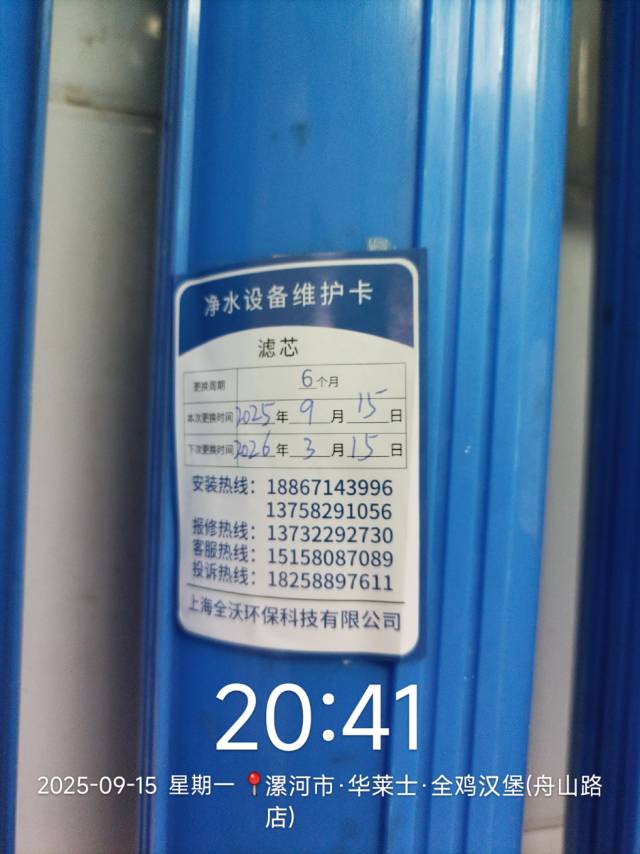 净水设备维护卡
滤芯
更换周期 6个月
本次更换时间 2025年 9 月 15 日
下次更换时间 2026年 3 月 15 日
安装热线：18867143996
13758291056
报修热线：13732292730
客服热线：15158087089
投诉热线：18258897611
上海全沃环保科技有限公司
20:41
2025-09-15 星期一 📍漯河市·华莱士·全鸡汉堡(舟山路
店)